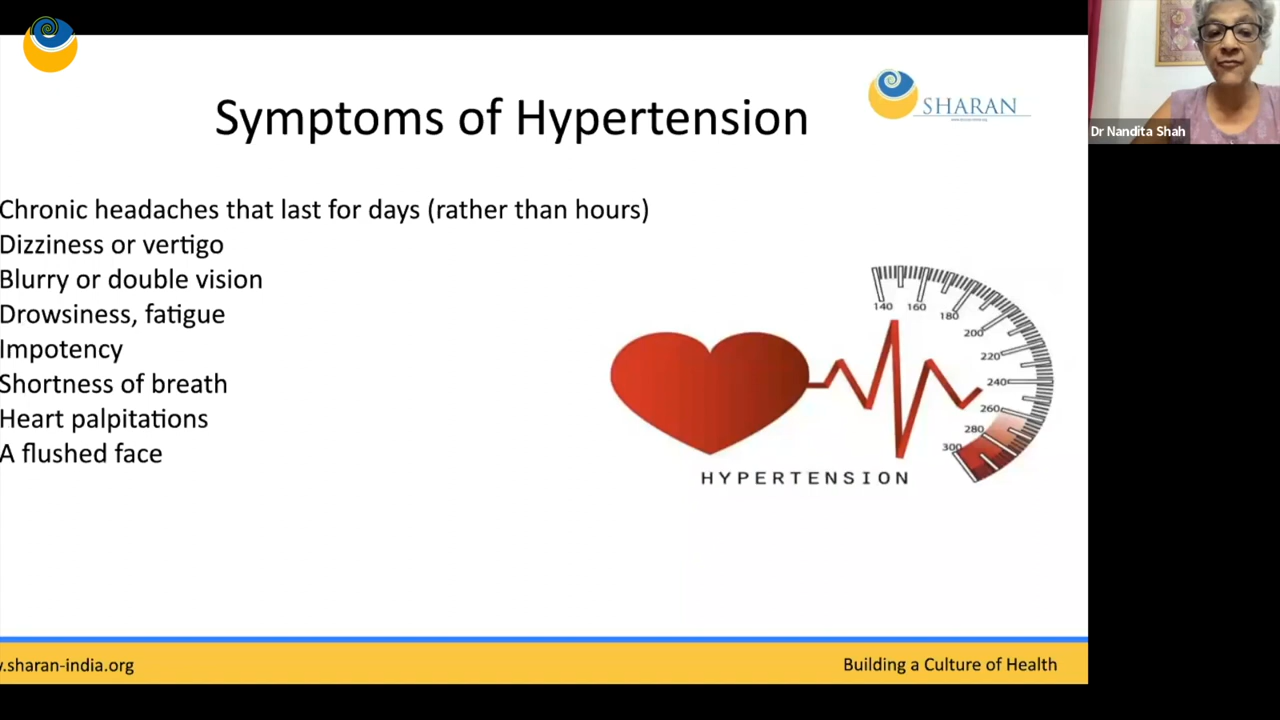 Symptoms of Hypertension
SHARAN
Dr Nandita Shah
Chronic headaches that last for days (rather than hours)
Dizziness or vertigo
Blurry or double vision
Drowsiness, fatigue
Impotency
Shortness of breath
Heart palpitations
A flushed face
140
160
180
200
220
240
260
280
300
HYPERTENSION
.sharan-india.org
Building a Culture of Health